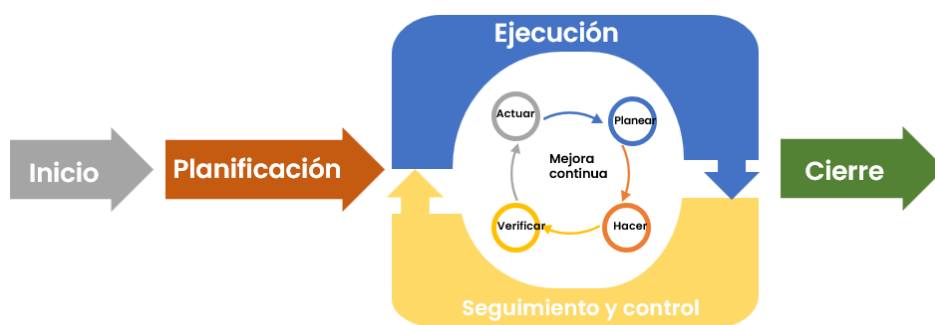 Inicio
Planificación
Ejecución
Actuar
Planear
Mejora
continua
Verificar
Hacer
Seguimiento y control
Cierre